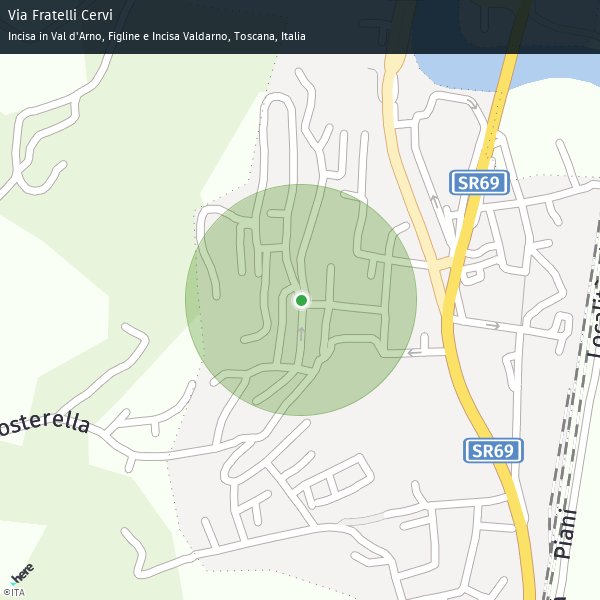 Via Fratelli Cervi
Incisa in Val d'Arno, Figline e Incisa Valdarno, Toscana, Italia
SR69
Localit
osterella
SR69
Piani
here
©ITA